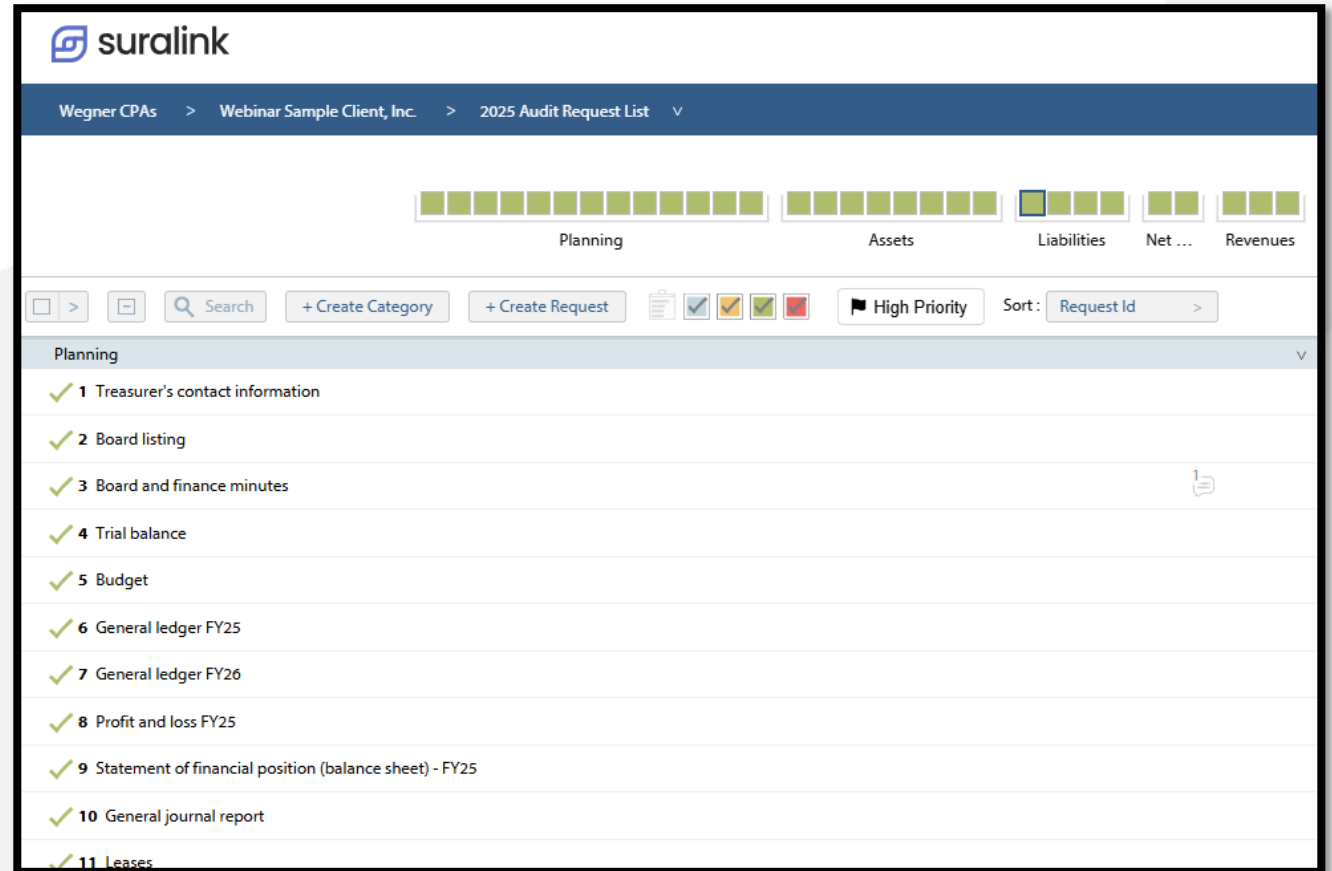 suralink
Wegner CPAs > Webinar Sample Client, Inc. > 2025 Audit Request List v
Planning Assets Liabilities Net ... Revenues
> Search + Create Category + Create Request High Priority Sort : Request Id >
Planning v
1 Treasurer's contact information
2 Board listing
3 Board and finance minutes 1
4 Trial balance
5 Budget
6 General ledger FY25
7 General ledger FY26
8 Profit and loss FY25
9 Statement of financial position (balance sheet) - FY25
10 General journal report
11 Leases